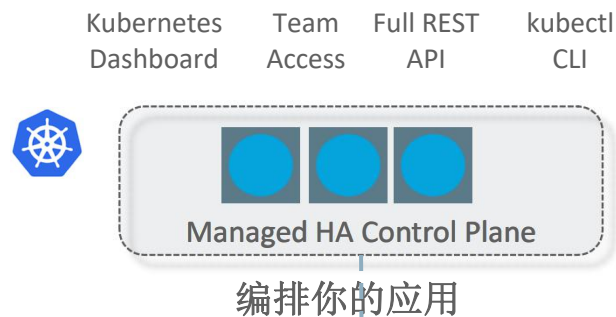 Kubernetes Team Full REST kubectl
Dashboard Access API CLI
Managed HA Control Plane
编排你的应用